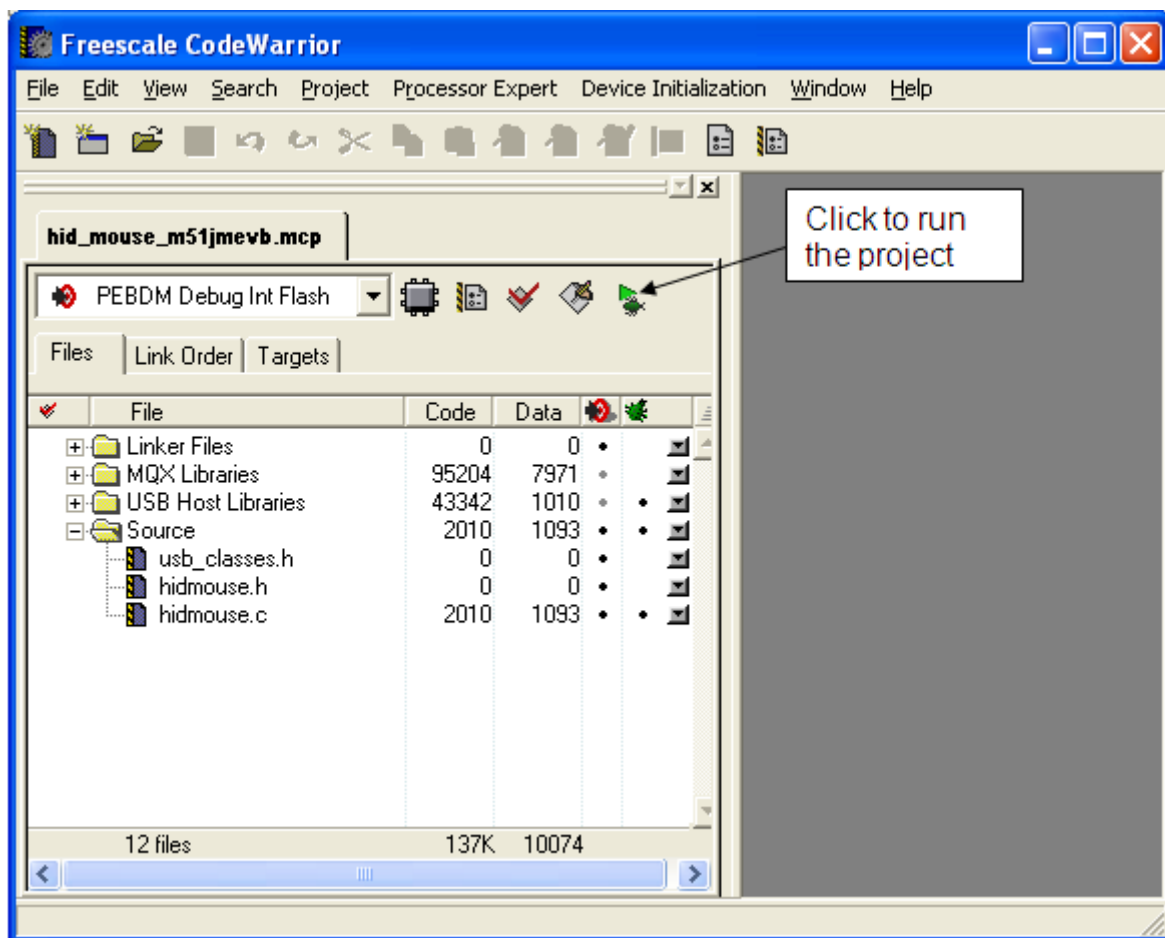 Freescale CodeWarrior
File Edit View Search Project Processor Expert Device Initialization Window Help
hid_mouse_m51jmevb.mcp
Click to run
the project
PEBDM Debug Int Flash
Files Link Order Targets
File Code Data
Linker Files 0 0
MQX Libraries 95204 7971
USB Host Libraries 43342 1010
Source 2010 1093
usb_classes.h 0 0
hidmouse.h 0 0
hidmouse.c 2010 1093
12 files 137K 10074